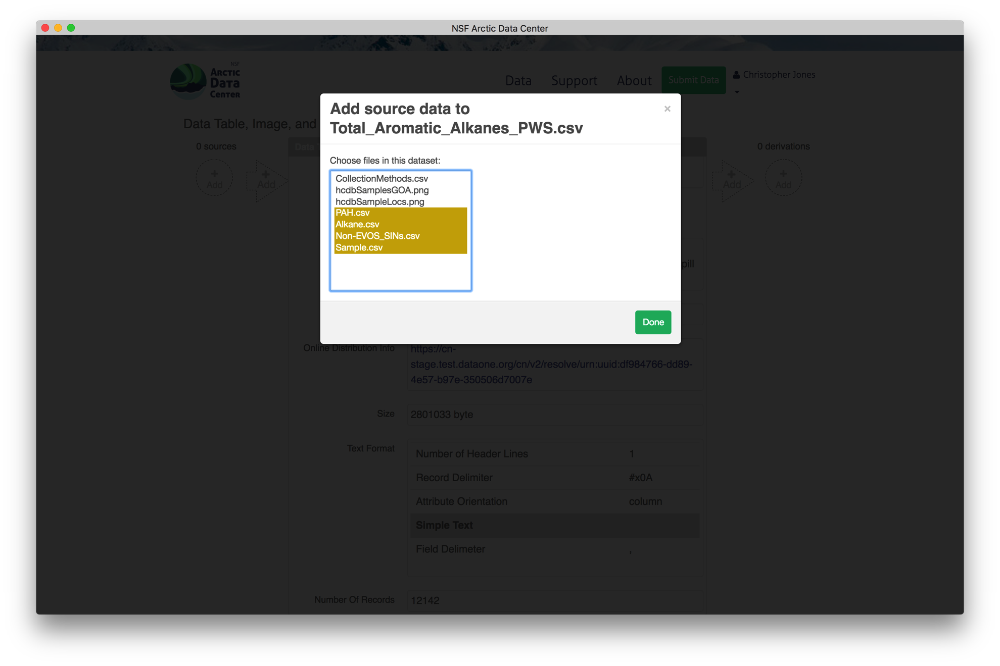 NSF Arctic Data Center
NSF
ARCTIC
DATA
CENTER
Data Support About Submit Data Christopher Jones
Add source data to
Total_Aromatic_Alkanes_PWS.csv
×
Data Table, Image, and
0 sources
Data
0 derivations
Add
Add
Add
Add
Choose files in this dataset:
CollectionMethods.csv
hcdbSamplesGOA.png
hcdbSampleLocs.png
PAH.csv
Alkane.csv
Non-EVOS_SINs.csv
Sample.csv
pill
Done
Online Distribution Info
https://cn-
stage.test.dataone.org/cn/v2/resolve/urn:uuid:df984766-dd89-
4e57-b97e-350506d7007e
Size 2801033 byte
Text Format
Number of Header Lines 1
Record Delimiter #x0A
Attribute Orientation column
Simple Text
Field Delimeter ,
Number Of Records 12142